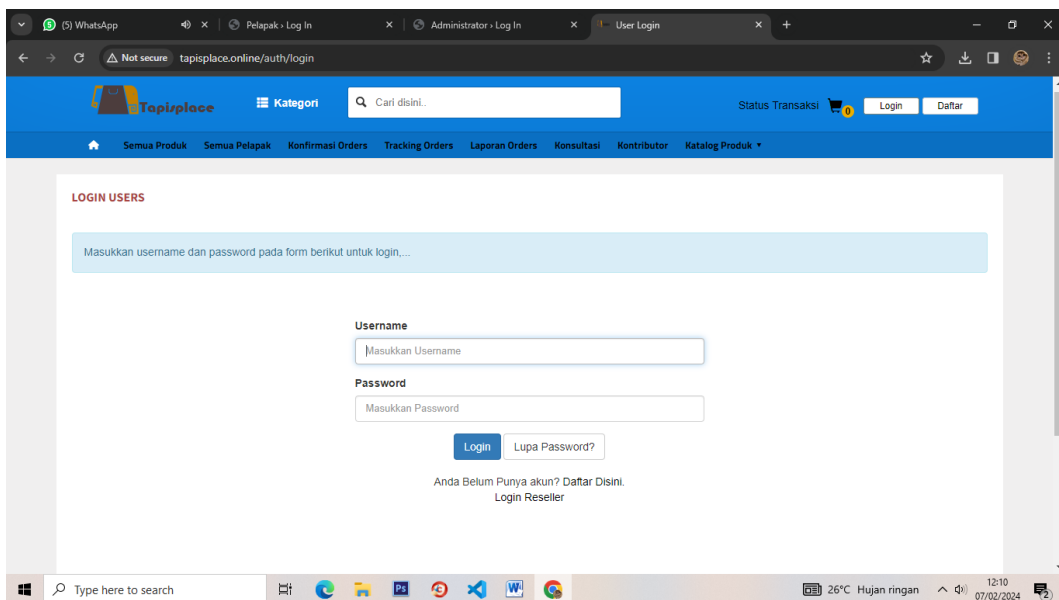 (5) WhatsApp
Pelapak › Log In
Administrator › Log In
User Login
Not secure tapisplace.online/auth/login
Tapisplace
Kategori
Cari disini..
Status Transaksi 0
Login
Daftar
Semua Produk Semua Pelapak Konfirmasi Orders Tracking Orders Laporan Orders Konsultasi Kontributor Katalog Produk
LOGIN USERS
Masukkan username dan password pada form berikut untuk login,...
Username
Masukkan Username
Password
Masukkan Password
Login Lupa Password?
Anda Belum Punya akun? Daftar Disini.
Login Reseller
Type here to search
Ps
W
26°C Hujan ringan
12:10
07/02/2024
2